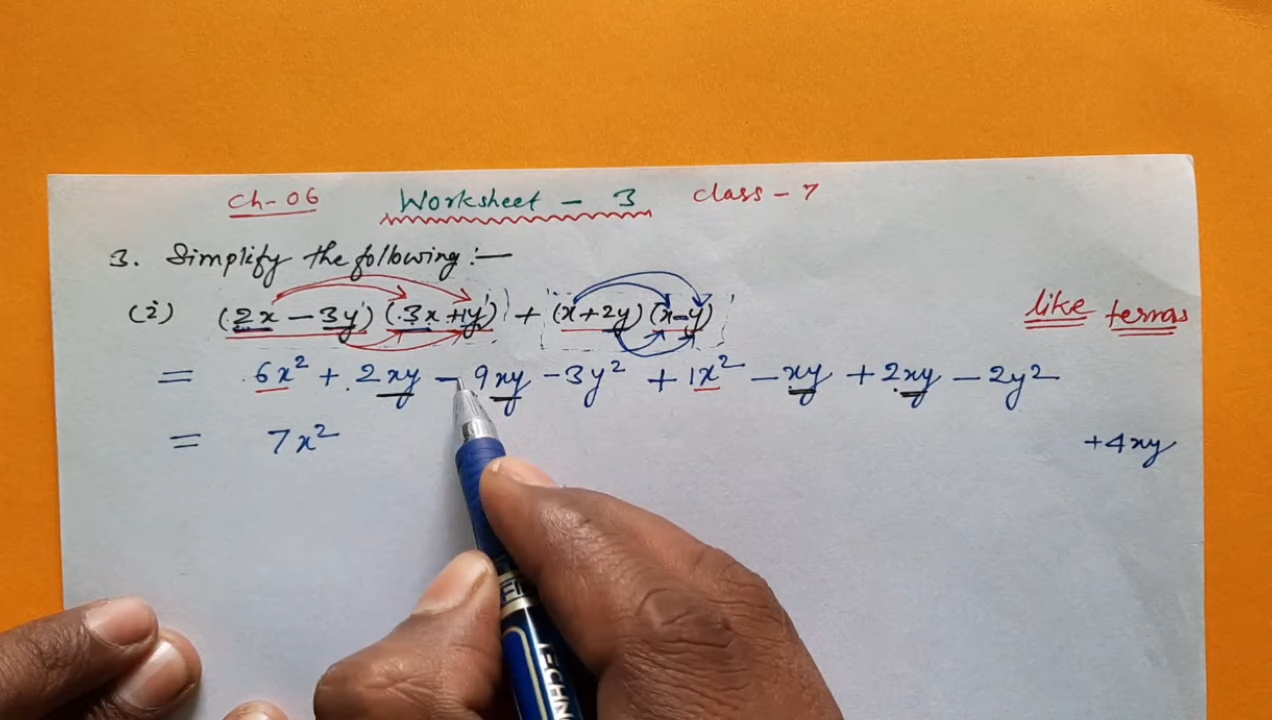 Ch-06 Worksheet - 3 class-7
3. Simplify the following :-
(i) (2x - 3y) (3x + 1y) + (x + 2y) (x - y)
like terms
= 6x² + 2xy - 9xy - 3y² + 1x² - xy + 2xy - 2y²
= 7x² +4xy